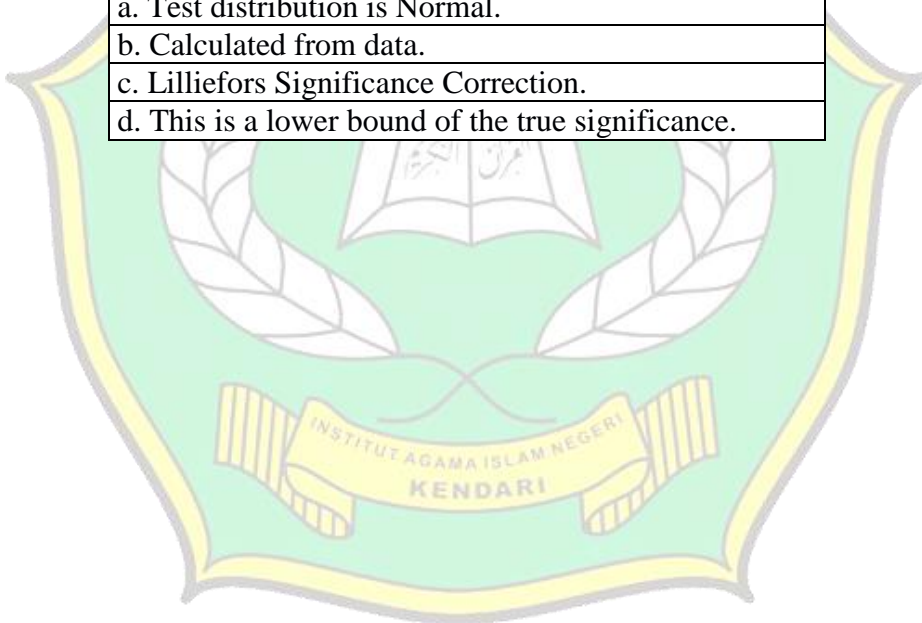 a. Test distribution is Normal.
b. Calculated from data.
c. Lilliefors Significance Correction.
d. This is a lower bound of the true significance.
INSTITUT AGAMA ISLAM NEGERI
KENDARI